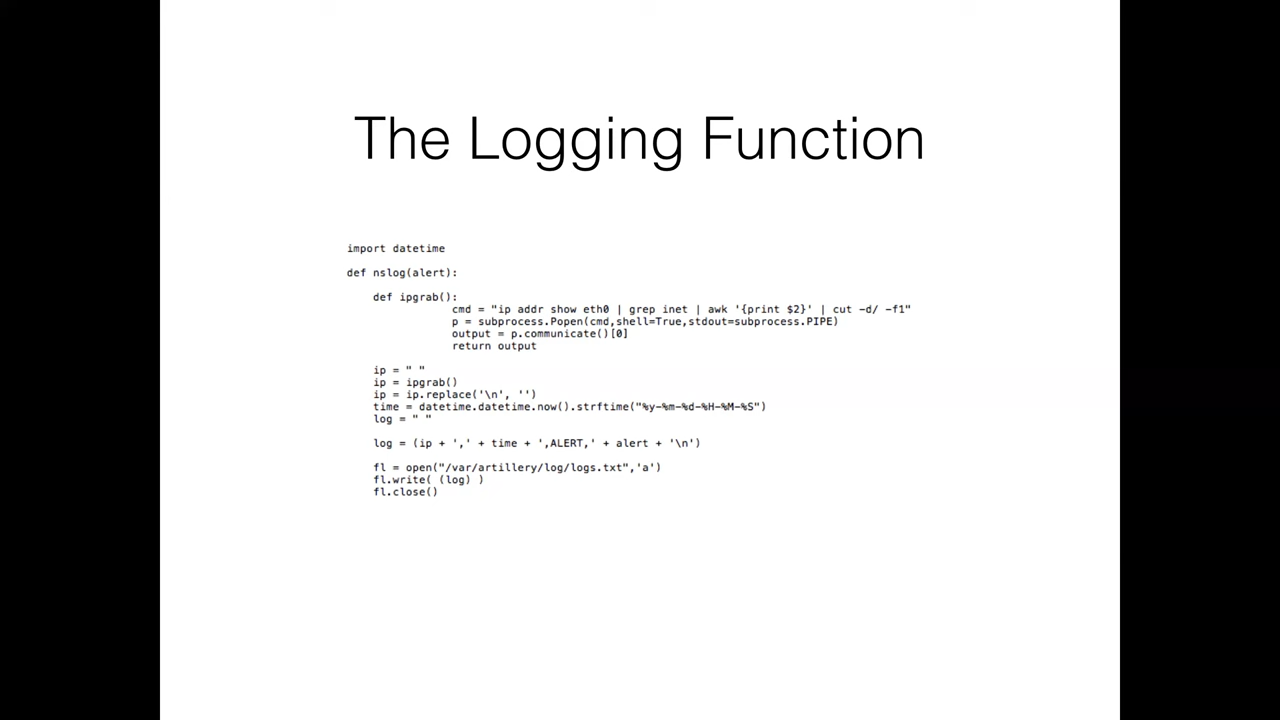 The Logging Function
import datetime
def nslog(alert):
def ipgrab():
cmd = "ip addr show eth0 | grep inet | awk '{print $2}' | cut -d/ -f1"
p = subprocess.Popen(cmd,shell=True,stdout=subprocess.PIPE)
output = p.communicate()[0]
return output
ip = " "
ip = ipgrab()
ip = ip.replace('\n', '')
time = datetime.datetime.now().strftime("%y-%m-%d-%H-%M-%S")
log = " "
log = (ip + ',' + time + ',ALERT,' + alert + '\n')
fl = open("/var/artillery/log/logs.txt",'a')
fl.write( (log) )
fl.close()